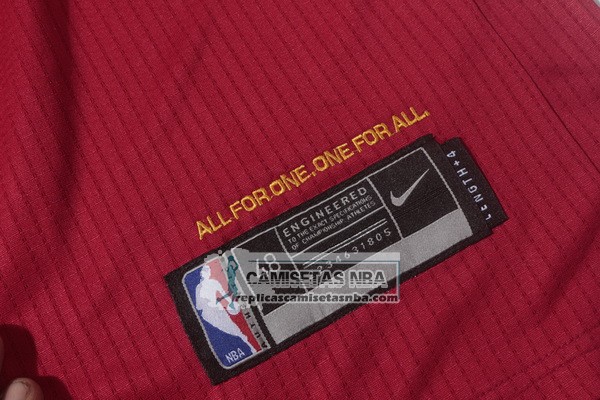 ALL FOR ONE. ONE FOR ALL.
LENGTH+4
ENGINEERED
TO THE EXACT SPECIFICATIONS
OF CHAMPIONSHIP ATHLETES
CAMISETAS NBA
replicascamisetasnba.com
NBA